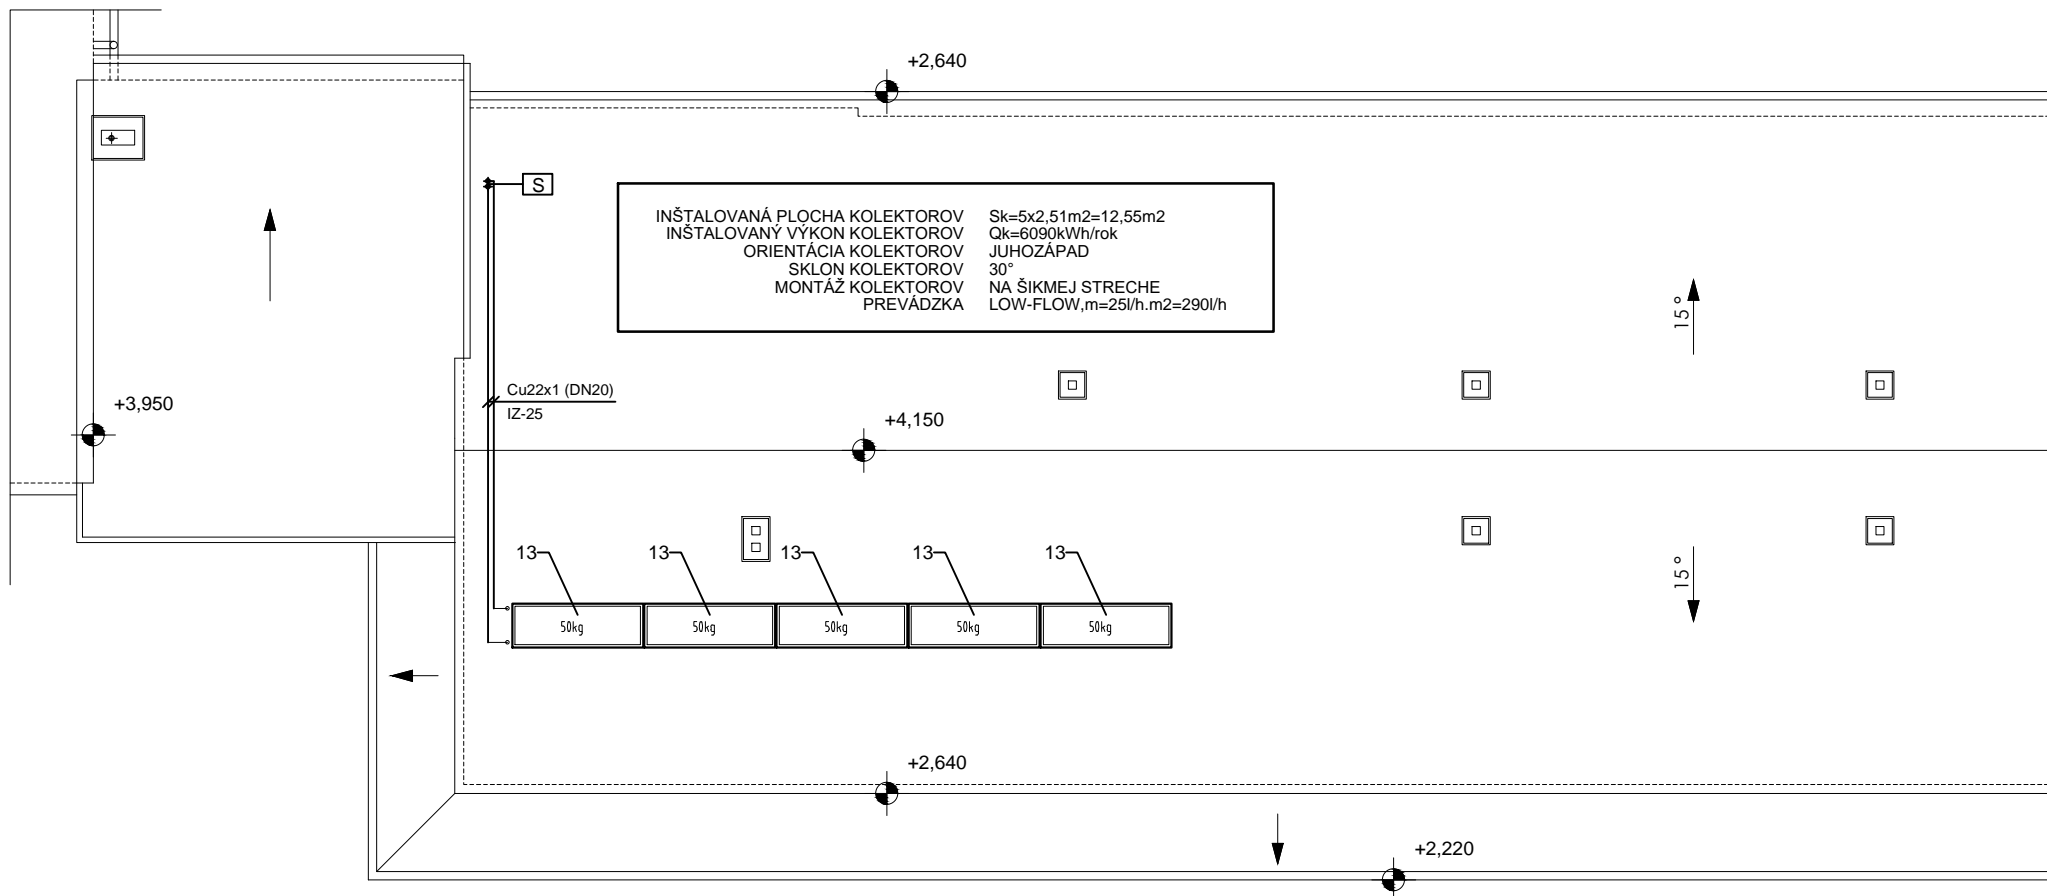 +2,640
S
INŠTALOVANÁ PLOCHA KOLEKTOROV Sk=5x2,51m2=12,55m2
INŠTALOVANÝ VÝKON KOLEKTOROV Qk=6090kWh/rok
ORIENTÁCIA KOLEKTOROV JUHOZÁPAD
SKLON KOLEKTOROV 30°
MONTÁŽ KOLEKTOROV NA ŠIKMEJ STRECHE
PREVÁDZKA LOW-FLOW,m=25l/h.m2=290l/h
15°
Cu22x1 (DN20)
IZ-25
+3,950
+4,150
13 13 13 13 13
15°
50kg 50kg 50kg 50kg 50kg
+2,640
+2,220